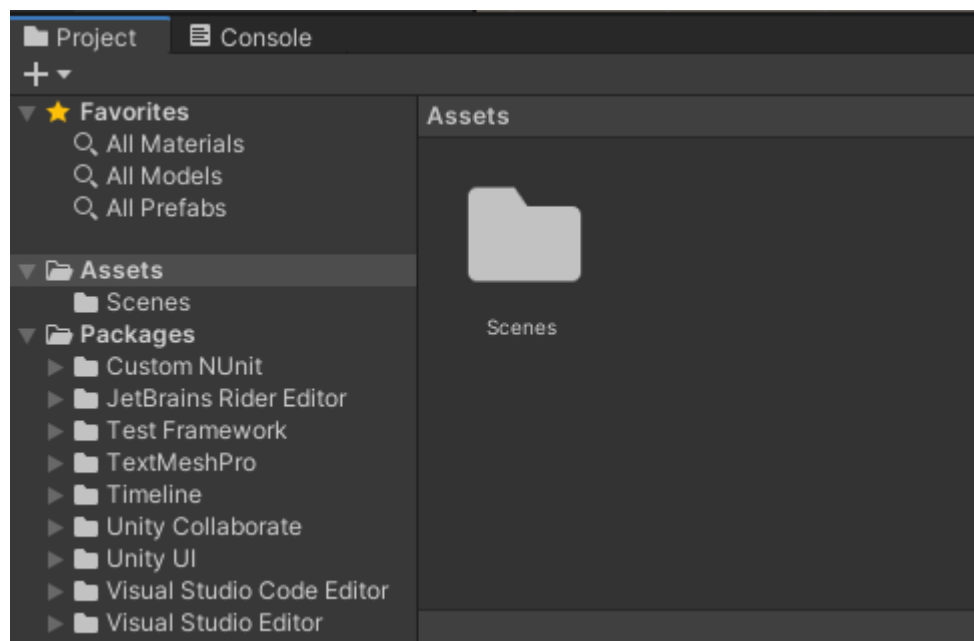 Project
Console
Favorites
All Materials
All Models
All Prefabs
Assets
Scenes
Packages
Custom NUnit
JetBrains Rider Editor
Test Framework
TextMeshPro
Timeline
Unity Collaborate
Unity UI
Visual Studio Code Editor
Visual Studio Editor
Assets
Scenes